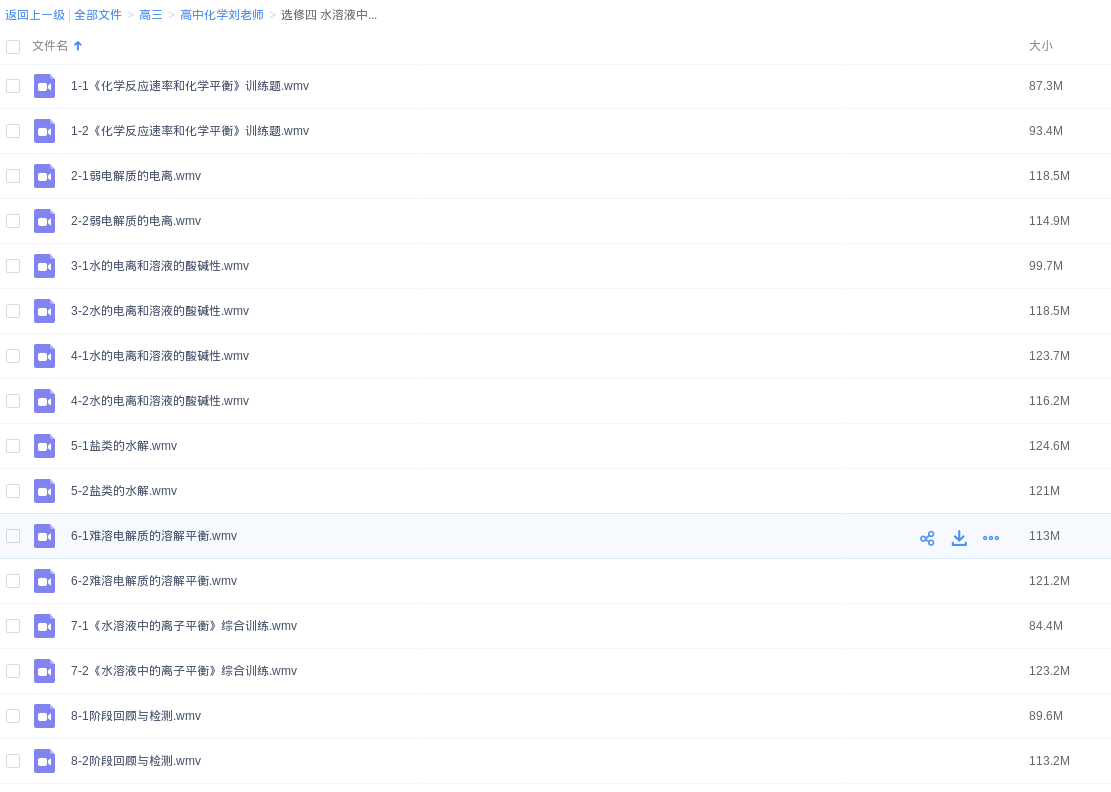 返回上一级 | 全部文件 > 高三 > 高中化学刘老师 > 选修四 水溶液中...
文件名 大小
1-1《化学反应速率和化学平衡》训练题.wmv 87.3M
1-2《化学反应速率和化学平衡》训练题.wmv 93.4M
2-1弱电解质的电离.wmv 118.5M
2-2弱电解质的电离.wmv 114.9M
3-1水的电离和溶液的酸碱性.wmv 99.7M
3-2水的电离和溶液的酸碱性.wmv 118.5M
4-1水的电离和溶液的酸碱性.wmv 123.7M
4-2水的电离和溶液的酸碱性.wmv 116.2M
5-1盐类的水解.wmv 124.6M
5-2盐类的水解.wmv 121M
6-1难溶电解质的溶解平衡.wmv 113M
6-2难溶电解质的溶解平衡.wmv 121.2M
7-1《水溶液中的离子平衡》综合训练.wmv 84.4M
7-2《水溶液中的离子平衡》综合训练.wmv 123.2M
8-1阶段回顾与检测.wmv 89.6M
8-2阶段回顾与检测.wmv 113.2M